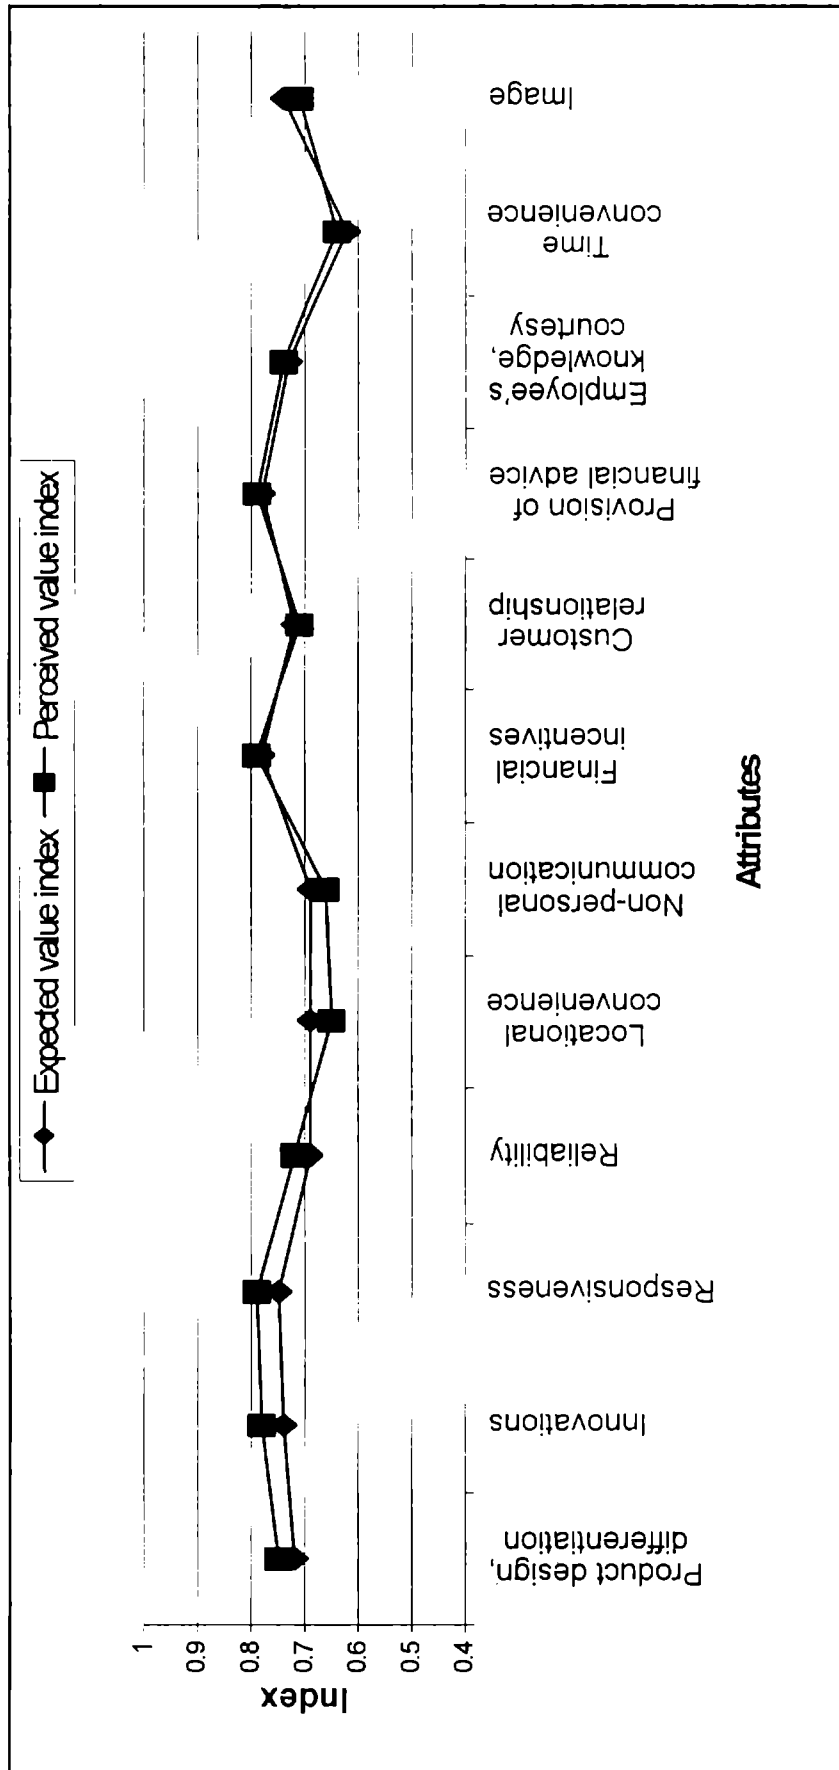 Expected value index
Perceived value index
Index
1
0.9
0.8
0.7
0.6
0.5
0.4
Product design,
differentiation
Innovations
Responsiveness
Reliability
Locational
convenience
Non-personal
communication
Financial
incentives
Customer
relationship
Provision of
financial advice
Employee's
knowledge,
courtesy
Time
convenience
Image
Attributes